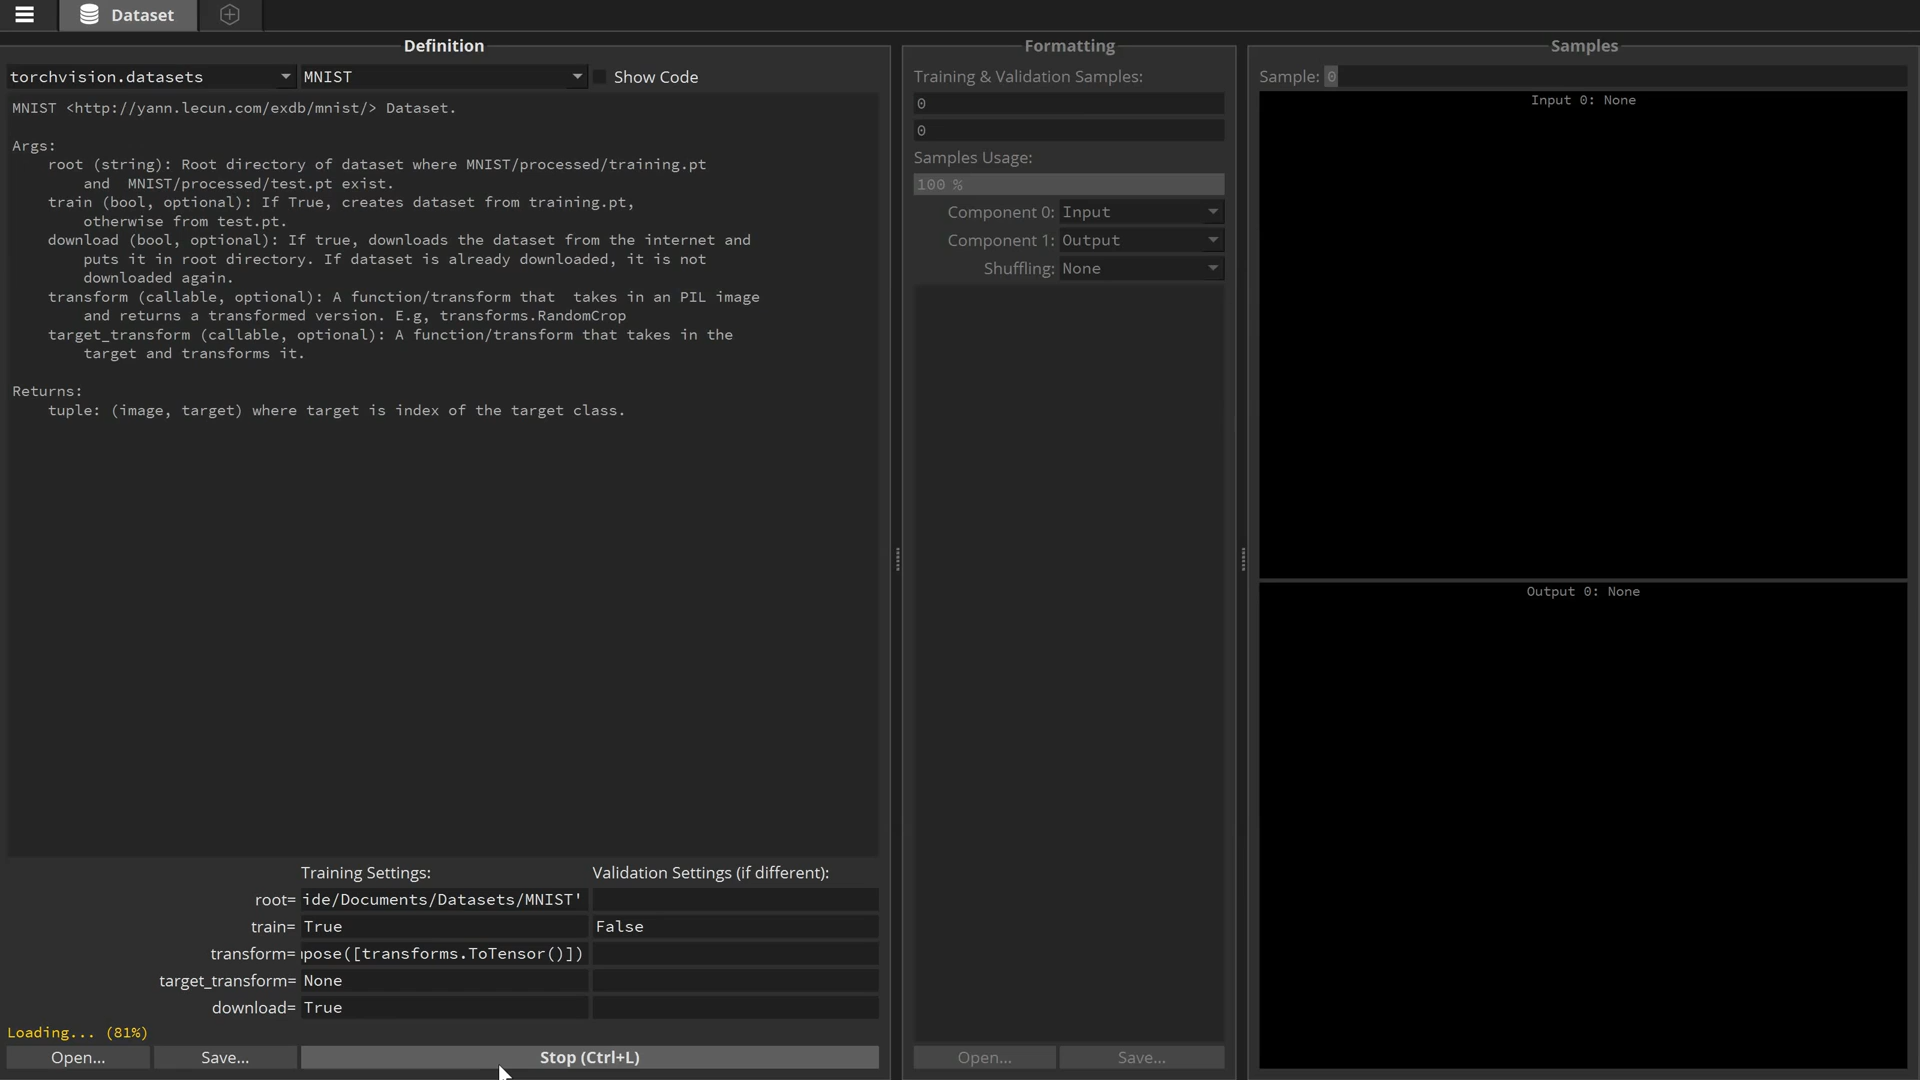 Dataset
Definition
torchvision.datasets MNIST Show Code
MNIST <http://yann.lecun.com/exdb/mnist/> Dataset.
Args:
root (string): Root directory of dataset where MNIST/processed/training.pt
and  MNIST/processed/test.pt exist.
train (bool, optional): If True, creates dataset from training.pt,
otherwise from test.pt.
download (bool, optional): If true, downloads the dataset from the internet and
puts it in root directory. If dataset is already downloaded, it is not
downloaded again.
transform (callable, optional): A function/transform that  takes in an PIL image
and returns a transformed version. E.g, transforms.RandomCrop
target_transform (callable, optional): A function/transform that takes in the
target and transforms it.
Returns:
tuple: (image, target) where target is index of the target class.
Training Settings: Validation Settings (if different):
root= ide/Documents/Datasets/MNIST'
train= True False
transform= pose([transforms.ToTensor()])
target_transform= None
download= True
Loading... (81%)
Open... Save... Stop (Ctrl+L)
Formatting
Training & Validation Samples:
0
0
Samples Usage:
100 %
Component 0: Input
Component 1: Output
Shuffling: None
Open... Save...
Samples
Sample: 0
Input 0: None
Output 0: None